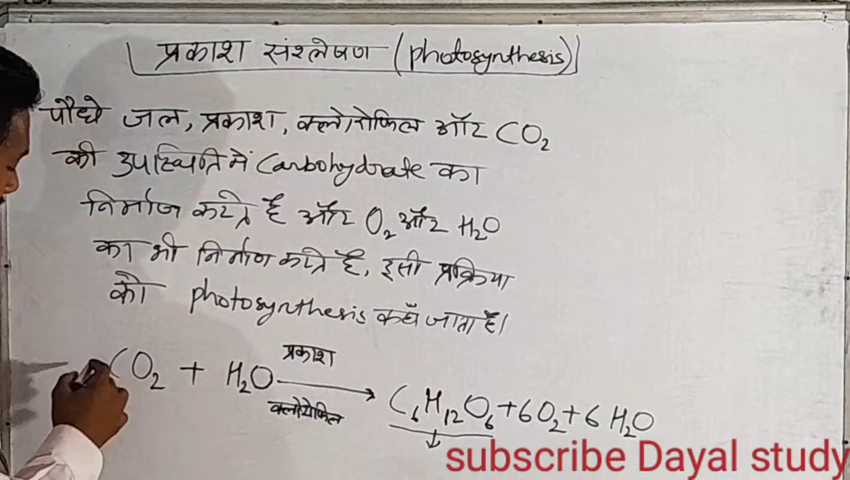 प्रकाश संश्लेषण (photosynthesis)
पौधे जल, प्रकाश, क्लोरोफिल और CO₂
की उपस्थिति में Carbohydrate का
निर्माण करते है और O₂ और H₂O
का भी निर्माण करते है, इसी प्रक्रिया
को photosynthesis कहाँ जाता है।
CO₂ + H₂O प्रकाश क्लोरोफिल → C₆H₁₂O₆ + 6O₂ + 6H₂O
subscribe Dayal study